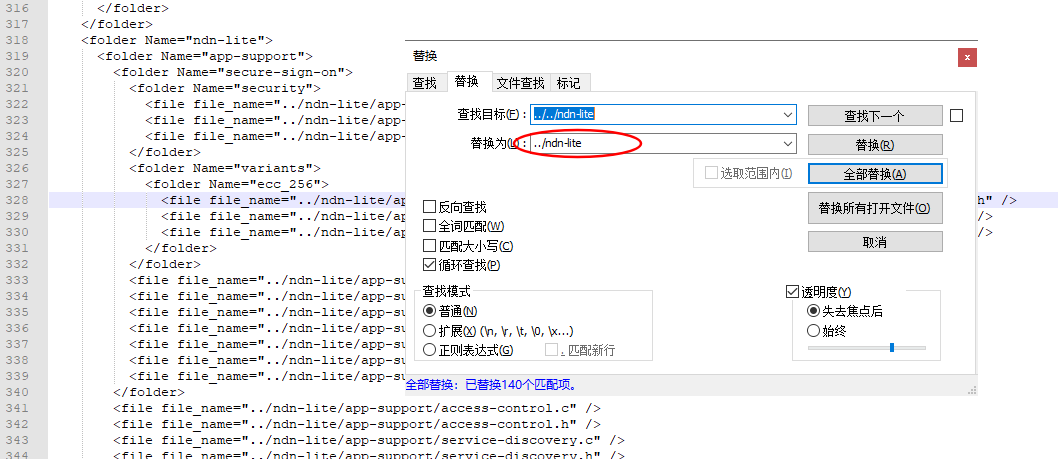 316 </folder>
317 </folder>
318 <folder Name="ndn-lite">
319 <folder Name="app-support">
320 <folder Name="secure-sign-on">
321 <folder Name="security">
322 <file file_name="../ndn-lite/app
323 <file file_name="../ndn-lite/app
324 <file file_name="../ndn-lite/app
325 </folder>
326 <folder Name="variants">
327 <folder Name="ecc_256">
328 <file file_name="../ndn-lite/ap h" />
329 <file file_name="../ndn-lite/ap />
330 <file file_name="../ndn-lite/ap />
331 </folder>
332 </folder>
333 <file file_name="../ndn-lite/app-su
334 <file file_name="../ndn-lite/app-su
335 <file file_name="../ndn-lite/app-su
336 <file file_name="../ndn-lite/app-su
337 <file file_name="../ndn-lite/app-su
338 <file file_name="../ndn-lite/app-su
339 <file file_name="../ndn-lite/app-su
340 </folder>
341 <file file_name="../ndn-lite/app-support/access-control.c" />
342 <file file_name="../ndn-lite/app-support/access-control.h" />
343 <file file_name="../ndn-lite/app-support/service-discovery.c" />
344 <file file_name="../ndn-lite/app-support/service-discovery.h" />
替换
x
查找 替换 文件查找 标记
查找目标(F) : ../../ndn-lite 查找下一个
替换为(L) : ../ndn-lite 替换(R)
选取范围内(I) 全部替换(A)
替换所有打开文件(O)
取消
反向查找
全词匹配(W)
匹配大小写(C)
循环查找(P)
查找模式
普通(N)
扩展(X) (\n, \r, \t, \0, \x...)
正则表达式(G) . 匹配新行
透明度(Y)
失去焦点后
始终
全部替换: 已替换140个匹配项。